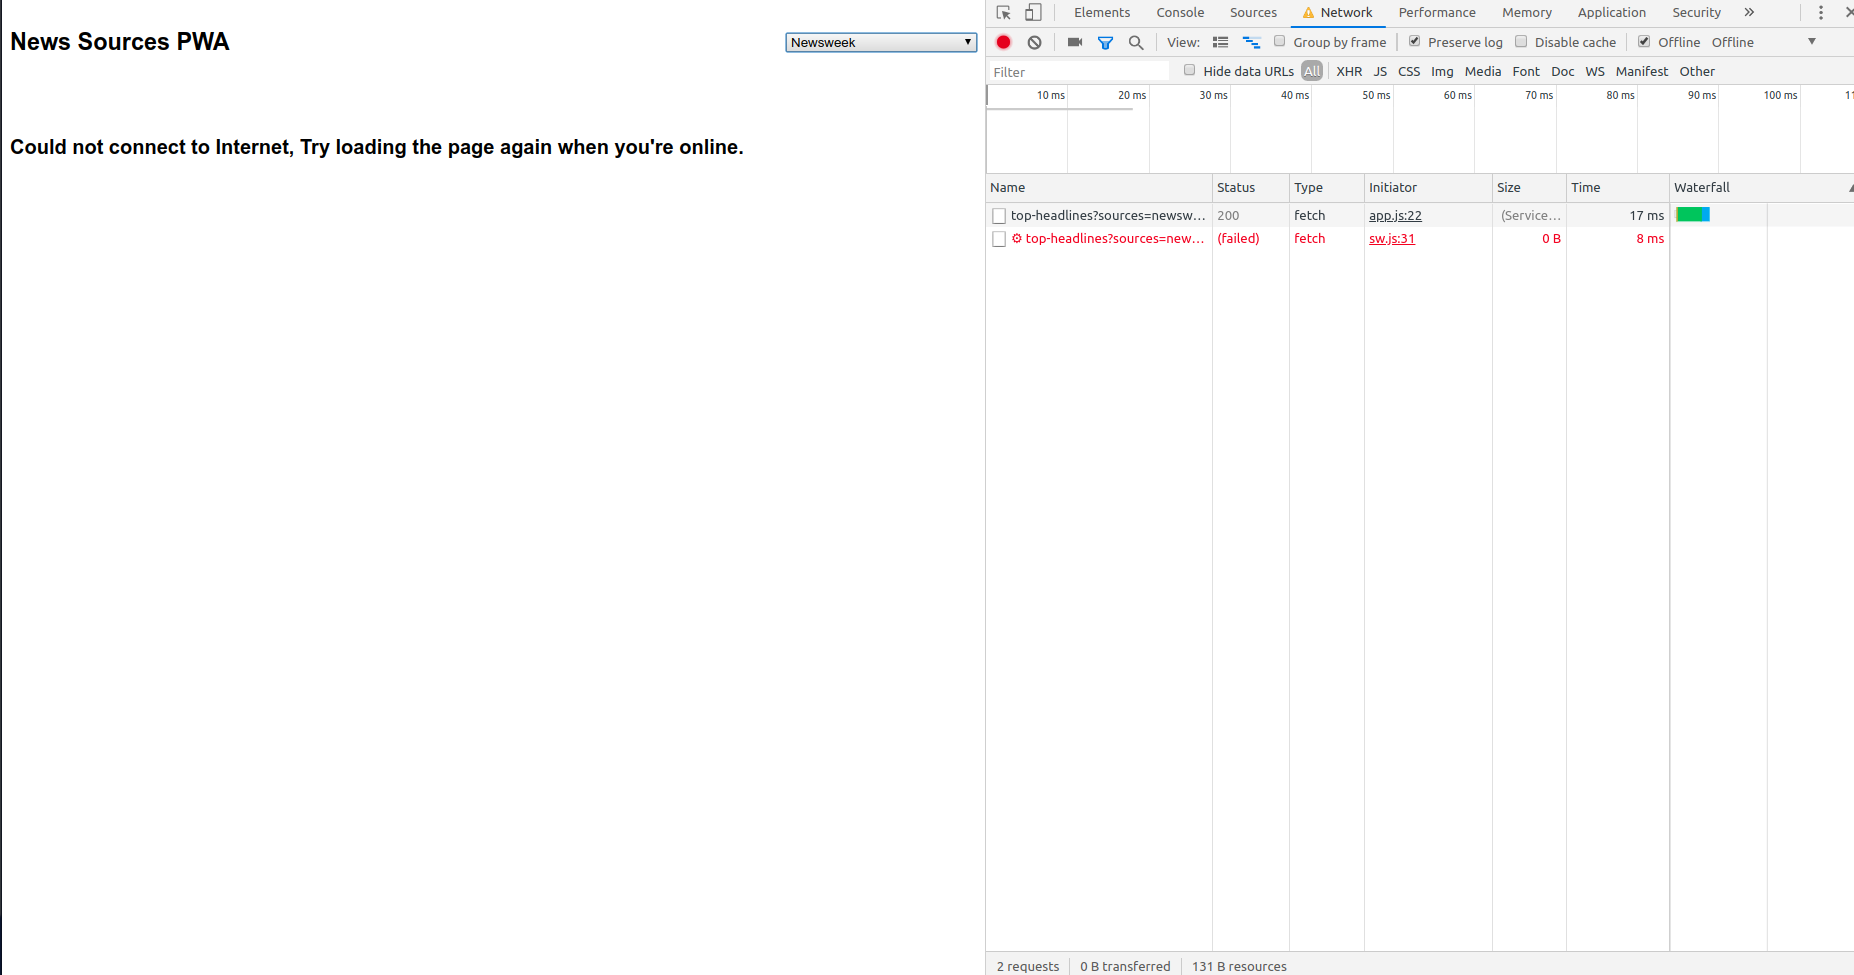 News Sources PWA
Newsweek
Could not connect to Internet, Try loading the page again when you're online.
Elements Console Sources Network Performance Memory Application Security »
View: Group by frame Preserve log Disable cache Offline Offline
Filter Hide data URLs All XHR JS CSS Img Media Font Doc WS Manifest Other
10 ms 20 ms 30 ms 40 ms 50 ms 60 ms 70 ms 80 ms 90 ms 100 ms 11
Name Status Type Initiator Size Time Waterfall
top-headlines?sources=newsw… 200 fetch app.js:22 (Service… 17 ms
top-headlines?sources=new… (failed) fetch sw.js:31 0 B 8 ms
2 requests 0 B transferred 131 B resources